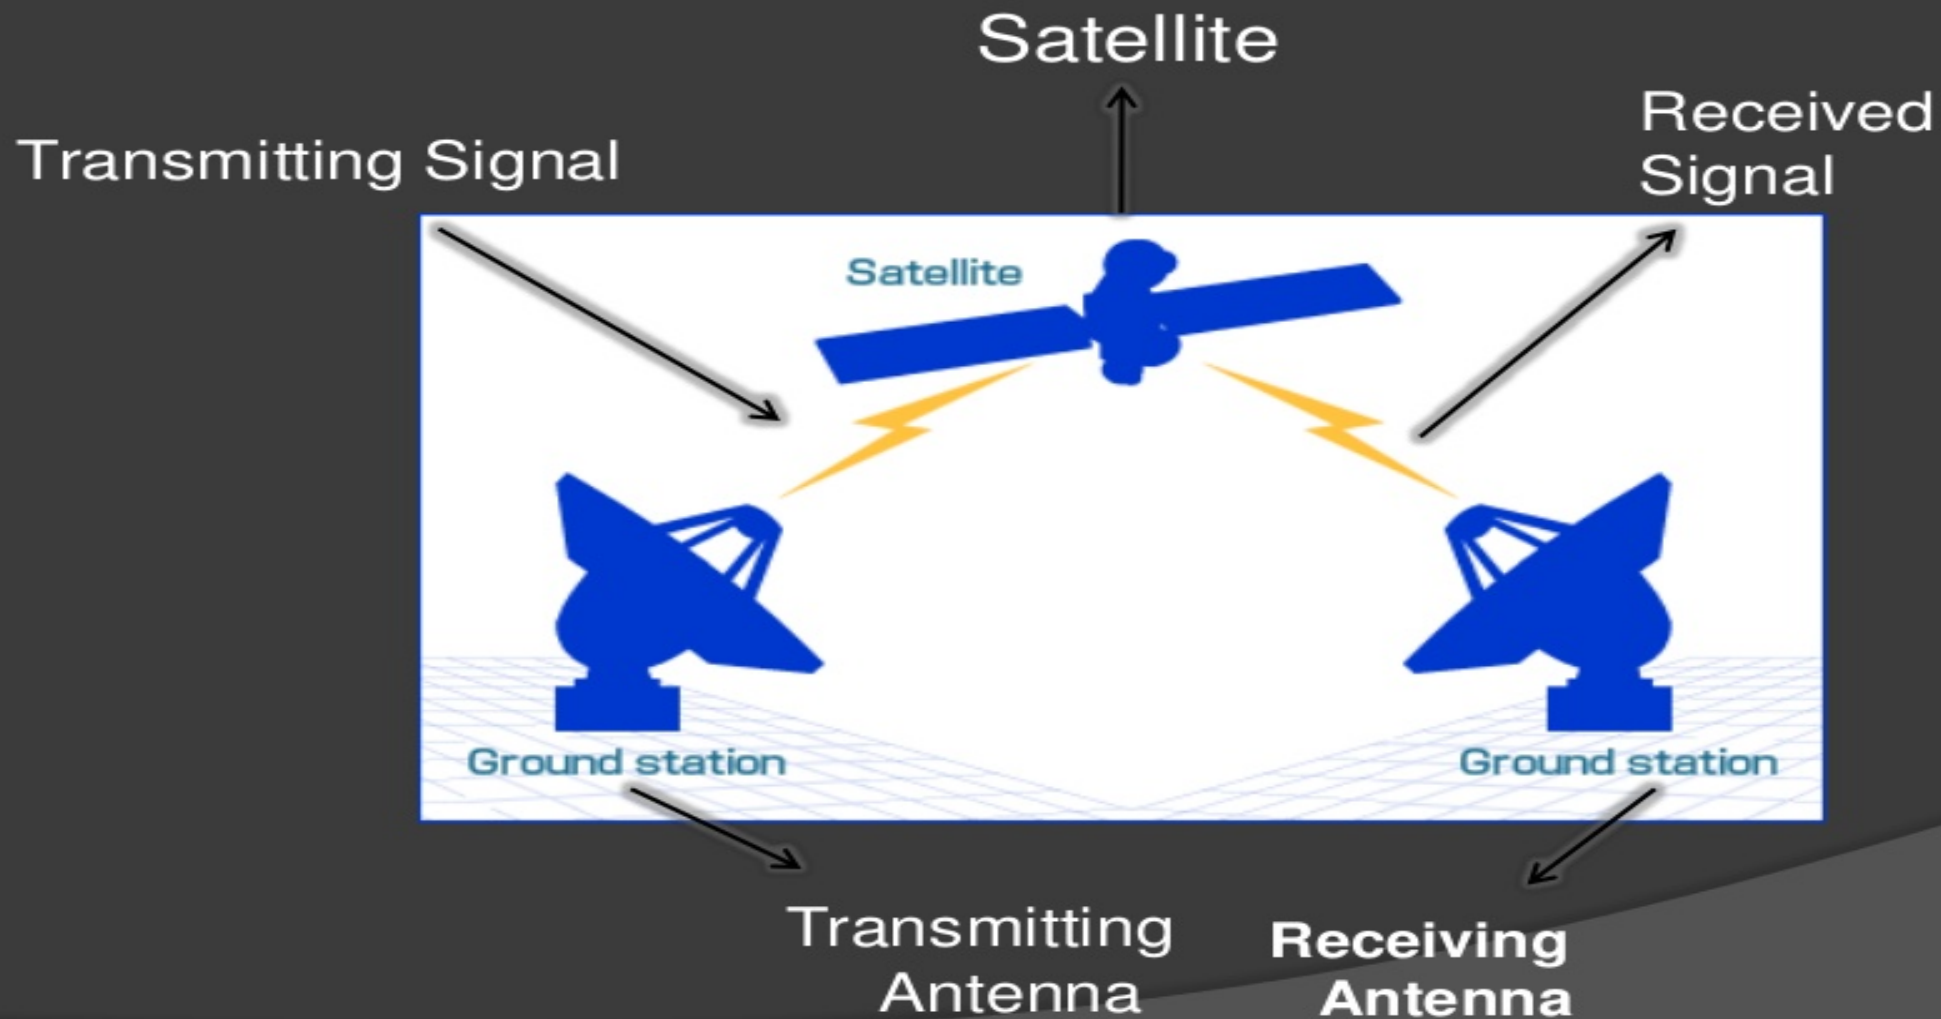 Satellite
Transmitting Signal
Received
Signal
Satellite
Ground station
Ground station
Transmitting
Antenna
Receiving
Antenna